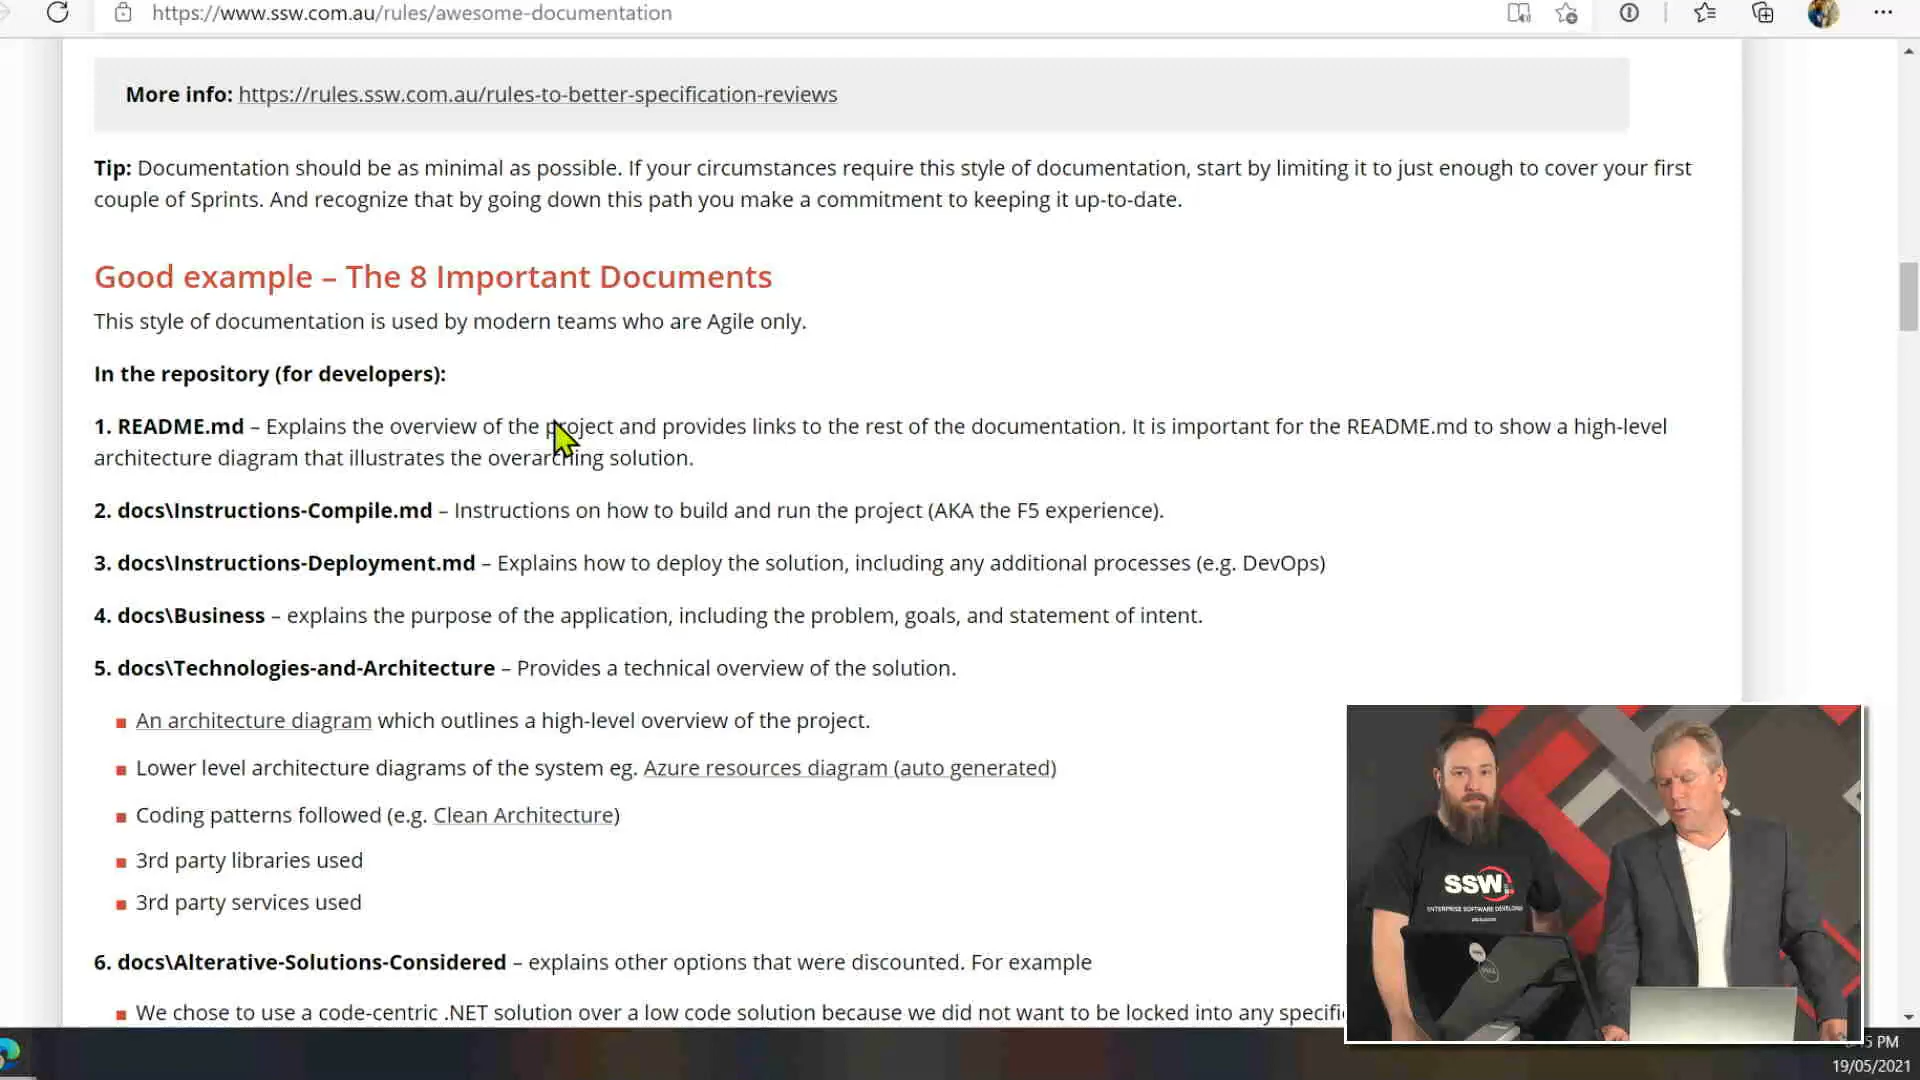 https://www.ssw.com.au/rules/awesome-documentation
More info: https://rules.ssw.com.au/rules-to-better-specification-reviews
Tip: Documentation should be as minimal as possible. If your circumstances require this style of documentation, start by limiting it to just enough to cover your first
couple of Sprints. And recognize that by going down this path you make a commitment to keeping it up-to-date.
Good example – The 8 Important Documents
This style of documentation is used by modern teams who are Agile only.
In the repository (for developers):
1. README.md – Explains the overview of the project and provides links to the rest of the documentation. It is important for the README.md to show a high-level
architecture diagram that illustrates the overarching solution.
2. docs\Instructions-Compile.md – Instructions on how to build and run the project (AKA the F5 experience).
3. docs\Instructions-Deployment.md – Explains how to deploy the solution, including any additional processes (e.g. DevOps)
4. docs\Business – explains the purpose of the application, including the problem, goals, and statement of intent.
5. docs\Technologies-and-Architecture – Provides a technical overview of the solution.
An architecture diagram which outlines a high-level overview of the project.
Lower level architecture diagrams of the system eg. Azure resources diagram (auto generated)
Coding patterns followed (e.g. Clean Architecture)
3rd party libraries used
3rd party services used
6. docs\Alterative-Solutions-Considered – explains other options that were discounted. For example
We chose to use a code-centric .NET solution over a low code solution because we did not want to be locked into any specifi
SSW
ENTERPRISE SOFTWARE DEVELOP
DELL
PM
19/05/2021